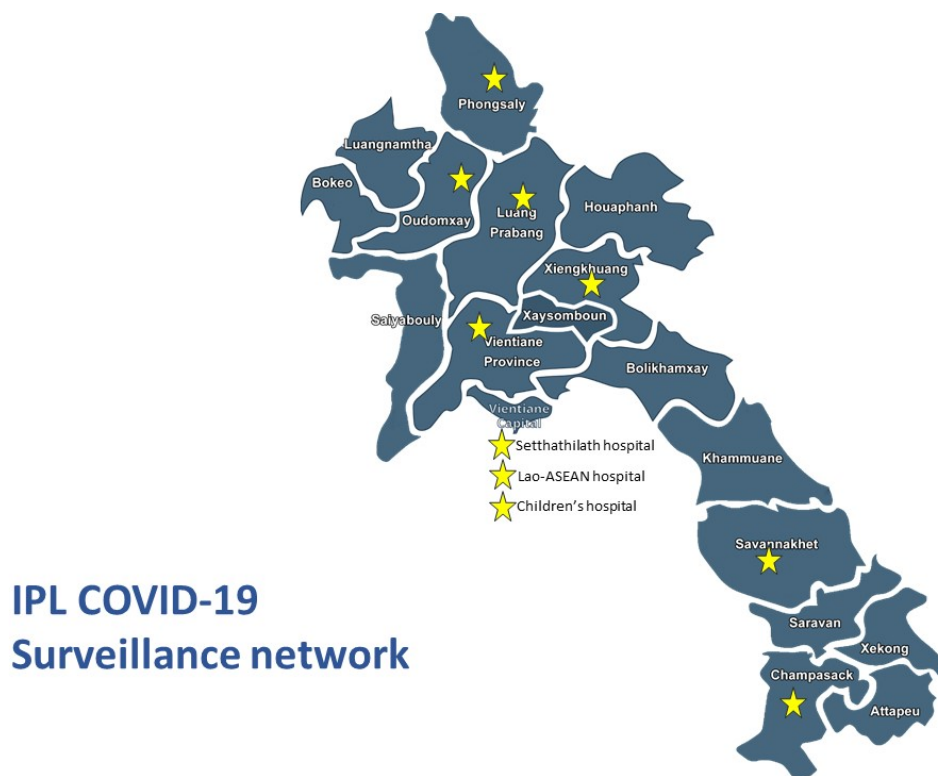 Phongsaly
Luangnamtha
Bokeo
Oudomxay
Luang
Prabang
Houaphanh
Xiengkhuang
Xaysomboun
Saiyabouly
Vientiane
Province
Bolikhamxay
Vientiane
Capital
Setthathilath hospital
Lao-ASEAN hospital
Children's hospital
Khammuane
Savannakhet
Saravan
Xekong
Champasack
Attapeu
IPL COVID-19
Surveillance network